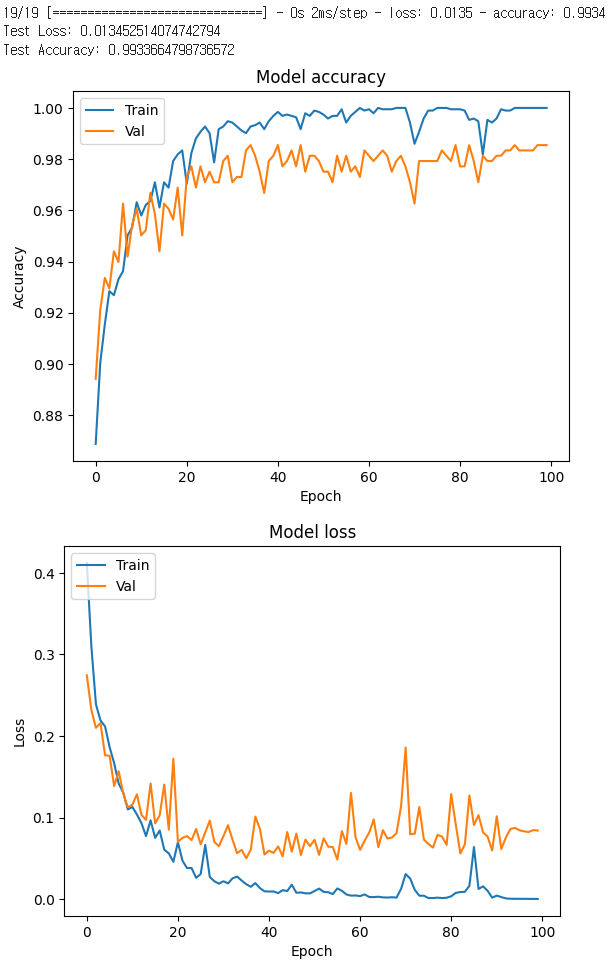 19/19 [==============================] - 0s 2ms/step - loss: 0.0135 - accuracy: 0.9934
Test Loss: 0.013452514074742794
Test Accuracy: 0.9933664798736572
Model accuracy
Train
Val
1.00
0.98
0.96
0.94
0.92
0.90
0.88
Accuracy
0 20 40 60 80 100
Epoch
Model loss
Train
Val
0.4
0.3
0.2
0.1
0.0
Loss
0 20 40 60 80 100
Epoch